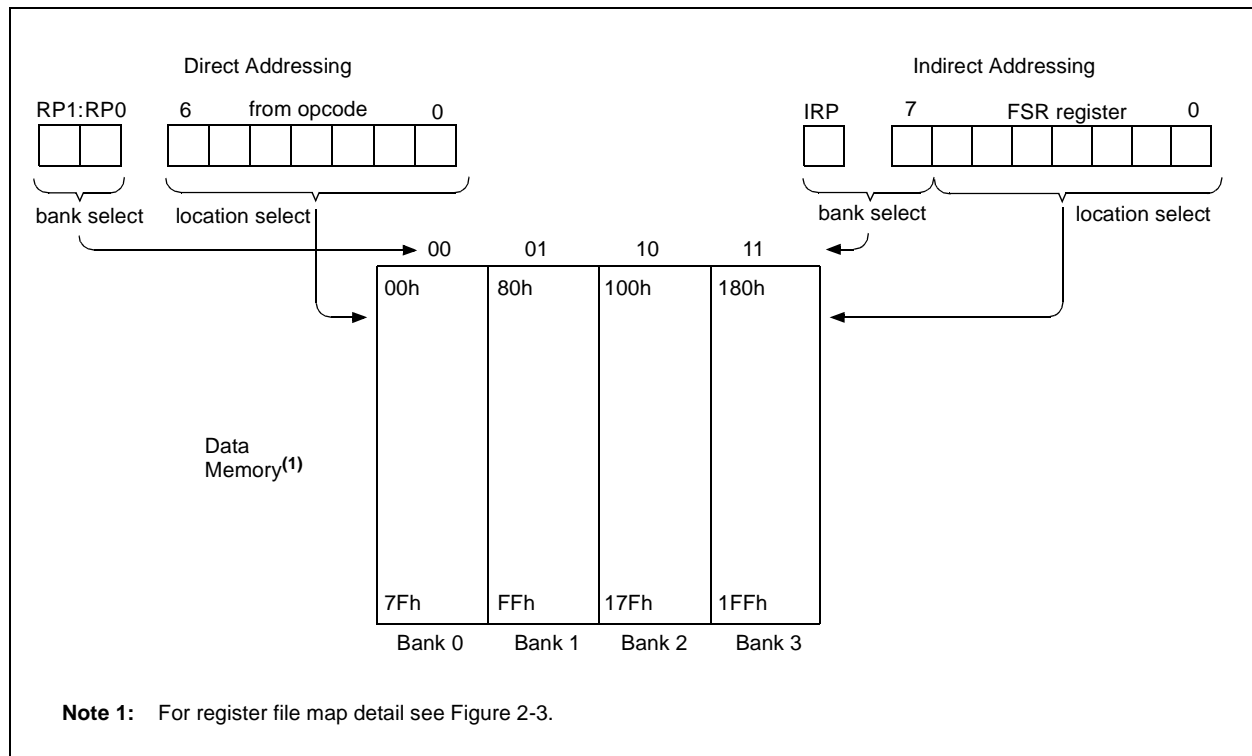 Direct Addressing
Indirect Addressing
RP1:RP0
6 from opcode 0
IRP
7 FSR register 0
bank select
location select
bank select
location select
00 01 10 11
00h 80h 100h 180h
Data
Memory(1)
7Fh FFh 17Fh 1FFh
Bank 0 Bank 1 Bank 2 Bank 3
Note 1: For register file map detail see Figure 2-3.